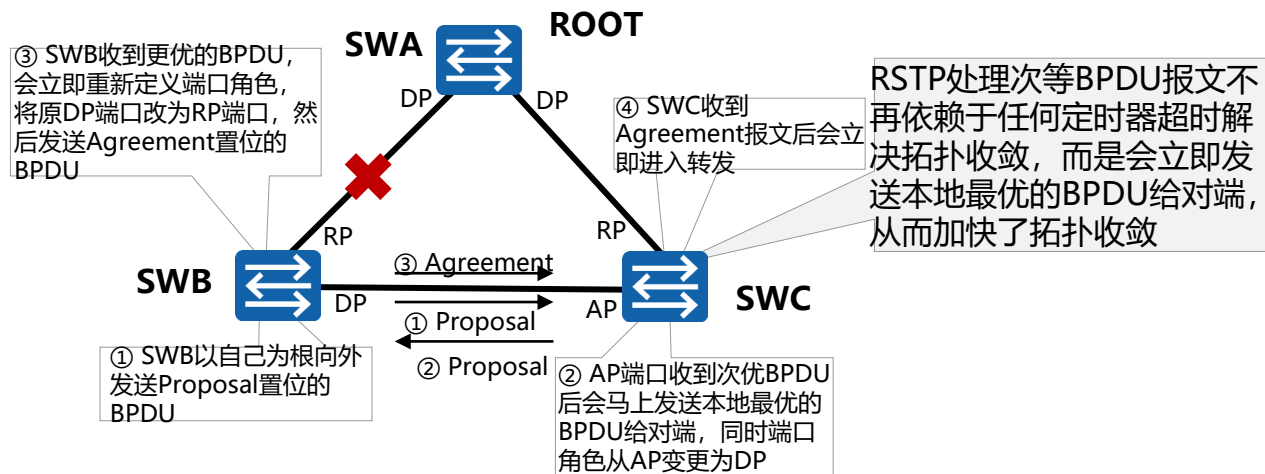 ROOT
SWA
③ SWB收到更优的BPDU，
会立即重新定义端口角色，
将原DP端口改为RP端口，然
后发送Agreement置位的
BPDU
DP
DP
④ SWC收到
Agreement报文后会立
即进入转发
RSTP处理次等BPDU报文不
再依赖于任何定时器超时解
决拓扑收敛，而是会立即发
送本地最优的BPDU给对端，
从而加快了拓扑收敛
RP
RP
SWB
③ Agreement
SWC
DP
AP
① Proposal
② Proposal
① SWB以自己为根向外
发送Proposal置位的
BPDU
② AP端口收到次优BPDU
后会马上发送本地最优的
BPDU给对端，同时端口
角色从AP变更为DP